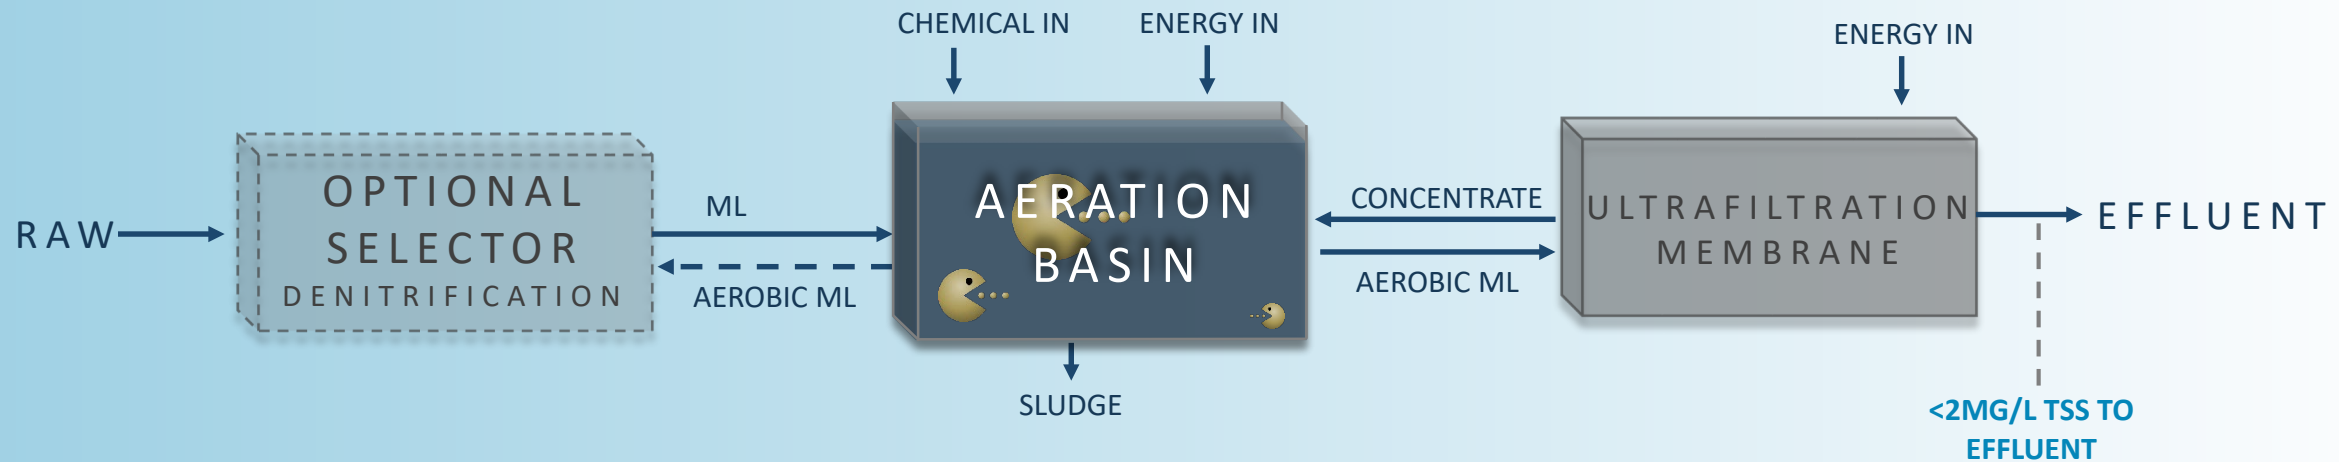 CHEMICAL IN
ENERGY IN
ENERGY IN
RAW
OPTIONAL
SELECTOR
DENITRIFICATION
ML
AEROBIC ML
AERATION
BASIN
SLUDGE
CONCENTRATE
AEROBIC ML
ULTRAFILTRATION
MEMBRANE
EFFLUENT
<2MG/L TSS TO
EFFLUENT